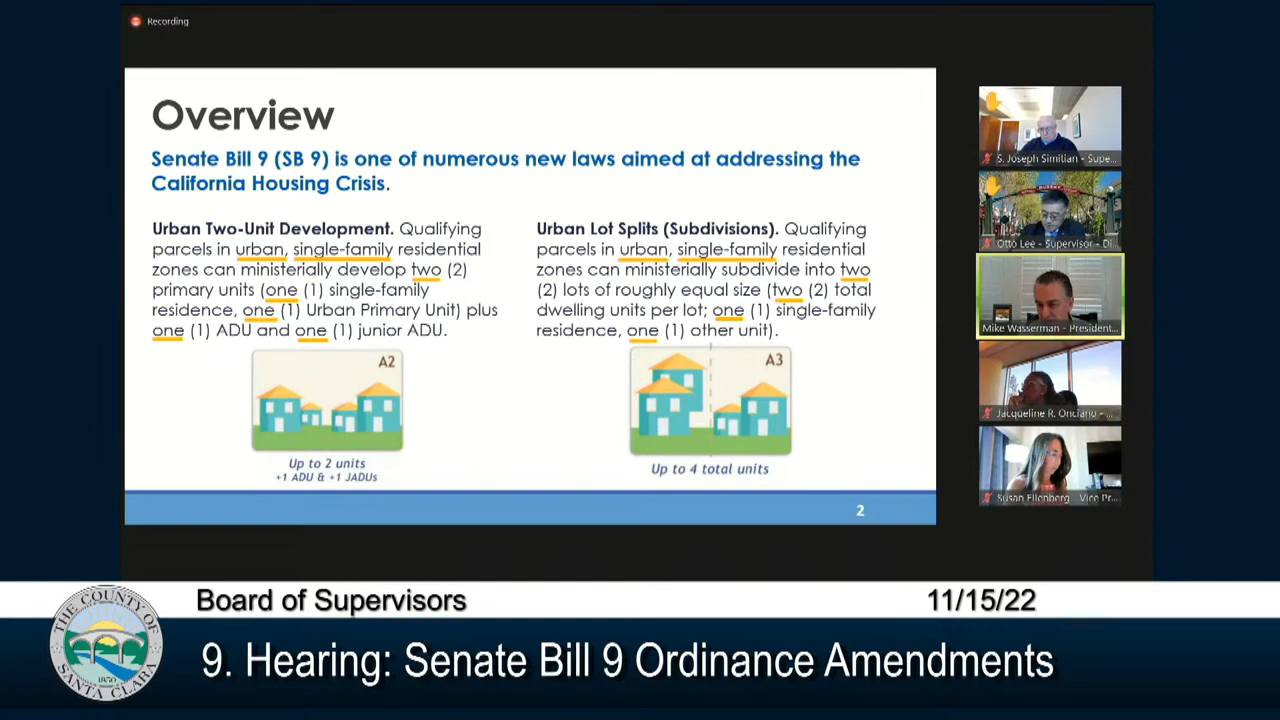 Recording
Overview
Senate Bill 9 (SB 9) is one of numerous new laws aimed at addressing the
California Housing Crisis.
Urban Two-Unit Development. Qualifying
parcels in urban, single-family residential
zones can ministerially develop two (2)
primary units (one (1) single-family
residence, one (1) Urban Primary Unit) plus
one (1) ADU and one (1) junior ADU.
A2
Up to 2 units
+1 ADU & +1 JADUs
Urban Lot Splits (Subdivisions). Qualifying
parcels in urban, single-family residential
zones can ministerially subdivide into two
(2) lots of roughly equal size (two (2) total
dwelling units per lot; one (1) single-family
residence, one (1) other unit).
A3
Up to 4 total units
2
S. Joseph Simitian - Supe...
Otto Lee - Supervisor - Di...
Mike Wasserman - President...
Jacqueline R. Onciano - ...
Susan Ellenberg - Vice Pr...
Board of Supervisors
11/15/22
9. Hearing: Senate Bill 9 Ordinance Amendments
THE COUNTY OF
SANTA CLARA
1850